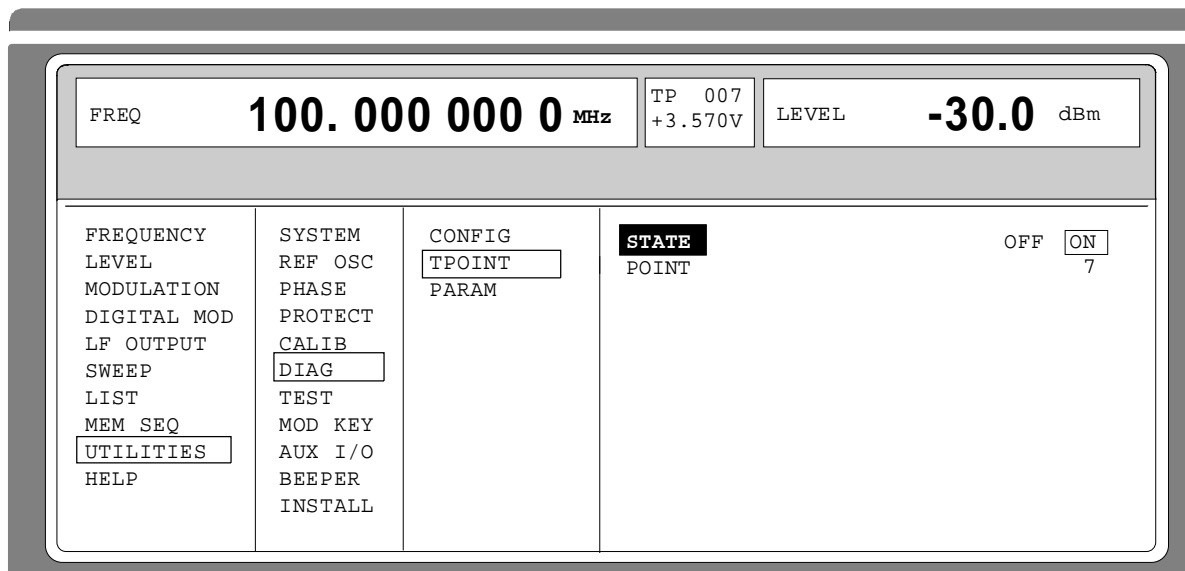 FREQ 100. 000 000 0 MHz
TP 007
+3.570V
LEVEL -30.0 dBm
FREQUENCY
LEVEL
MODULATION
DIGITAL MOD
LF OUTPUT
SWEEP
LIST
MEM SEQ
UTILITIES
HELP
SYSTEM
REF OSC
PHASE
PROTECT
CALIB
DIAG
TEST
MOD KEY
AUX I/O
BEEPER
INSTALL
CONFIG
TPOINT
PARAM
STATE OFF ON
POINT 7